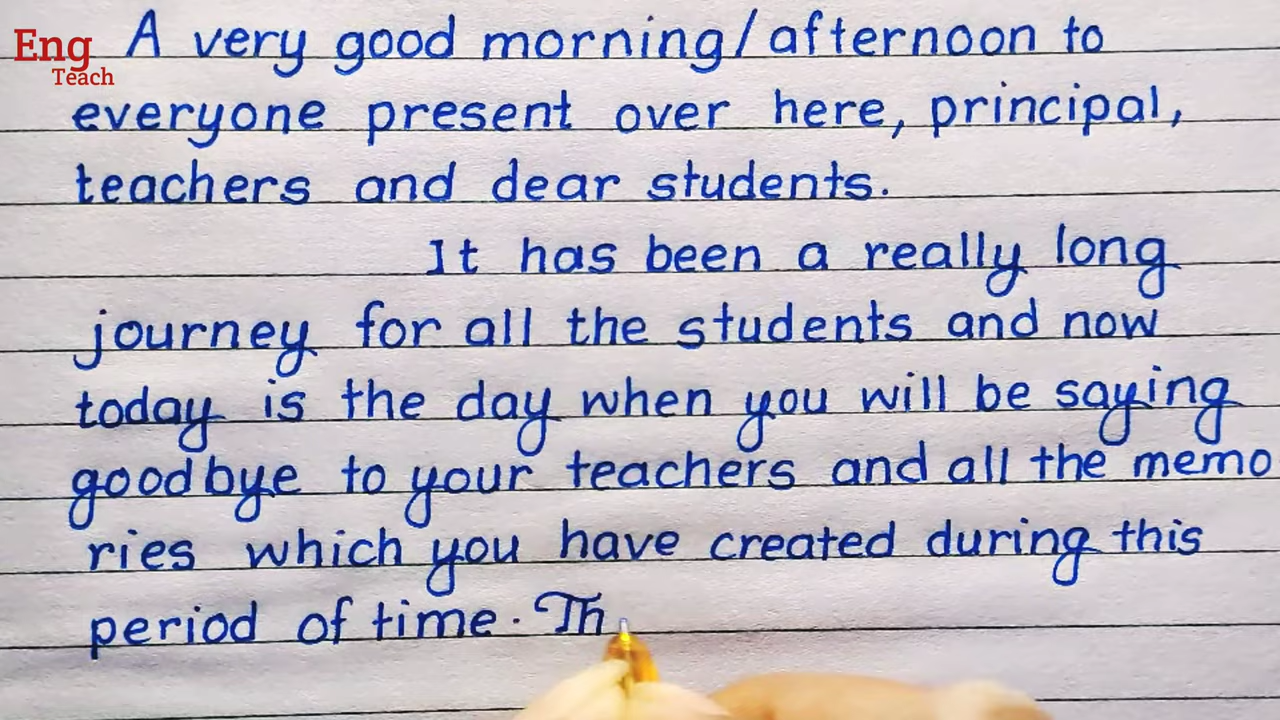 Eng
Teach
A very good morning/afternoon to
everyone present over here, principal,
teachers and dear students.
It has been a really long
journey for all the students and now
today is the day when you will be saying
goodbye to your teachers and all the memo
ries which you have created during this
period of time. Th